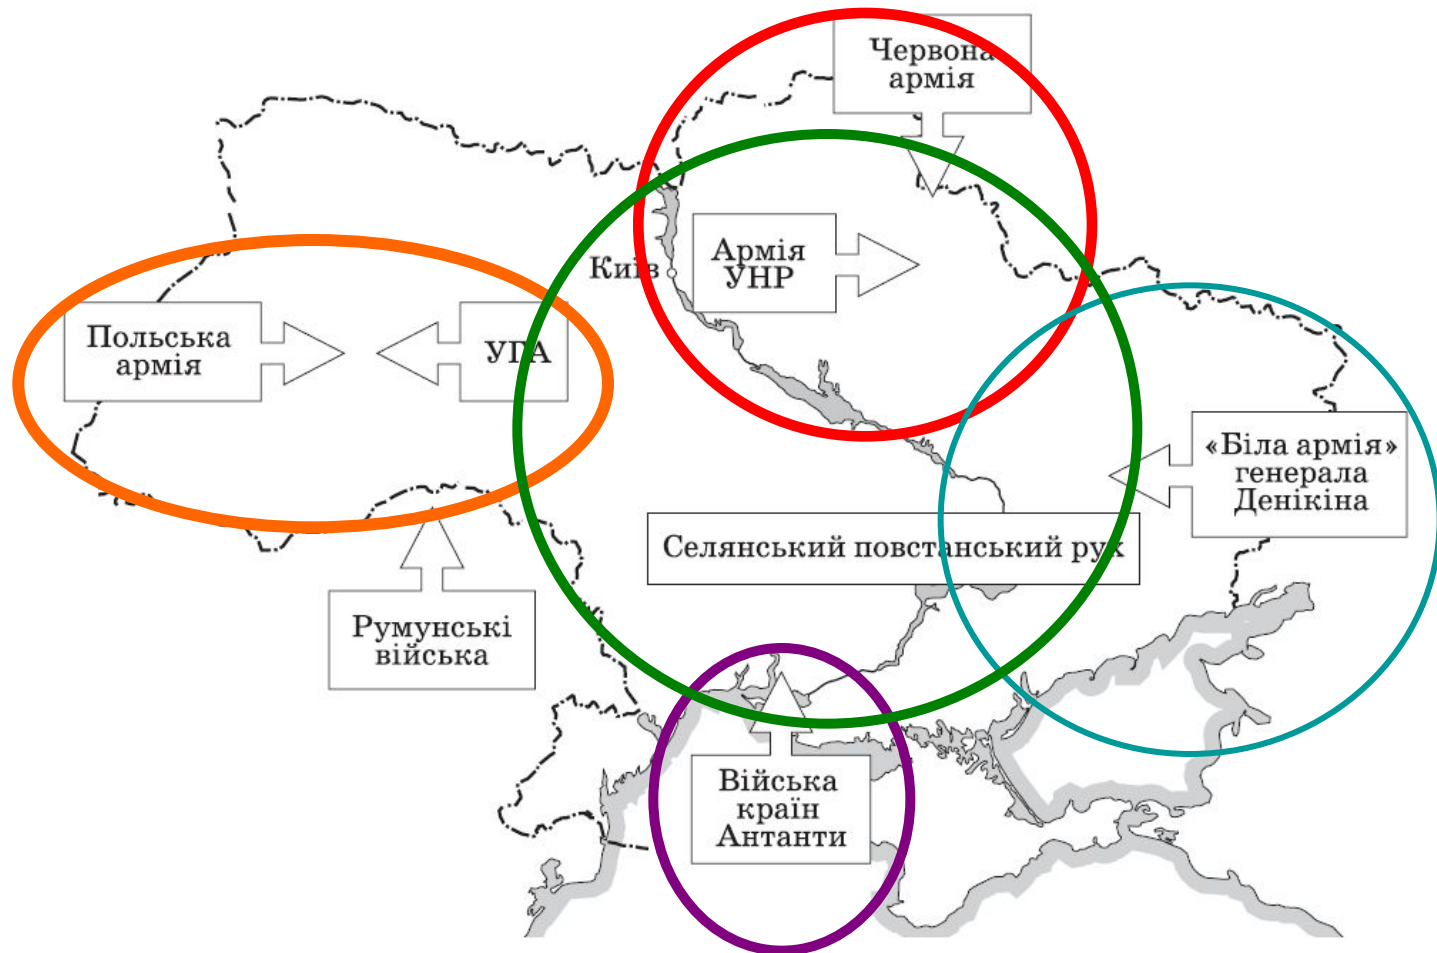 Червона
армія
Армія
УНР
Київ
Польська
армія
УГА
«Біла армія»
генерала
Денікіна
Селянський повстанський рух
Румунські
війська
Війська
країн
Антанти